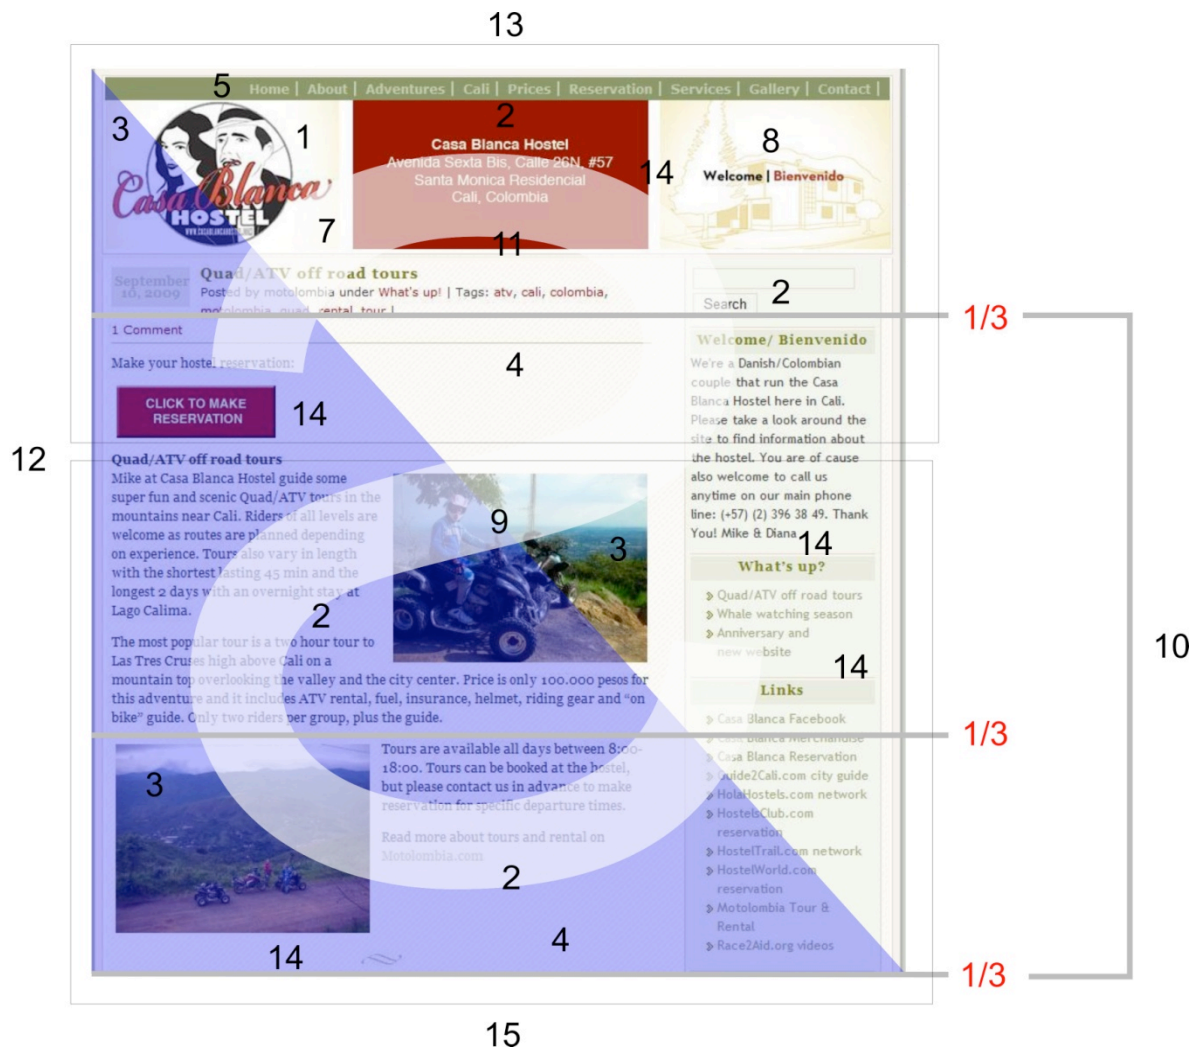 13
5
Home | About | Adventures | Cali | Prices | Reservation | Services | Gallery | Contact |
3
1
2
8
Casa Blanca Hostel
Avenida Sexta Bis, Calle 26N, #57
14
Santa Monica Residencial
Cali, Colombia
Welcome | Bienvenido
Casa Blanca
HOSTEL
7
11
September
10, 2009
Quad/ATV off road tours
Posted by motolombia under What's up! | Tags: atv, cali, colombia,
motolombia, quad, rental, tour |
2
Search
1/3
1 Comment
Make your hostel reservation:
4
CLICK TO MAKE
RESERVATION
14
Welcome/ Bienvenido
We're a Danish/Colombian
couple that run the Casa
Blanca Hostel here in Cali.
Please take a look around the
site to find information about
the hostel. You are of cause
also welcome to call us
anytime on our main phone
line: (+57) (2) 396 38 49. Thank
You! Mike & Diana
14
12
Quad/ATV off road tours
Mike at Casa Blanca Hostel guide some
super fun and scenic Quad/ATV tours in the
mountains near Cali. Riders of all levels are
welcome as routes are planned depending
on experience. Tours also vary in length
with the shortest lasting 45 min and the
longest 2 days with an overnight stay at
Lago Calima.
9
3
2
The most popular tour is a two hour tour to
Las Tres Cruses high above Cali on a
mountain top overlooking the valley and the city center. Price is only 100.000 pesos for
this adventure and it includes ATV rental, fuel, insurance, helmet, riding gear and “on
bike” guide. Only two riders per group, plus the guide.
What's up?
Quad/ATV off road tours
Whale watching season
Anniversary and
new website
14
10
Links
Casa Blanca Facebook
Casa Blanca Merchandise
Casa Blanca Reservation
Guide2Cali.com city guide
HolaHostels.com network
HostelsClub.com
reservation
HostelTrail.com network
HostelWorld.com
reservation
Motolombia Tour &
Rental
Race2Aid.org videos
1/3
3
Tours are available all days between 8:00-
18:00. Tours can be booked at the hostel,
but please contact us in advance to make
reservation for specific departure times.
Read more about tours and rental on
Motolombia.com
2
4
14
1/3
15